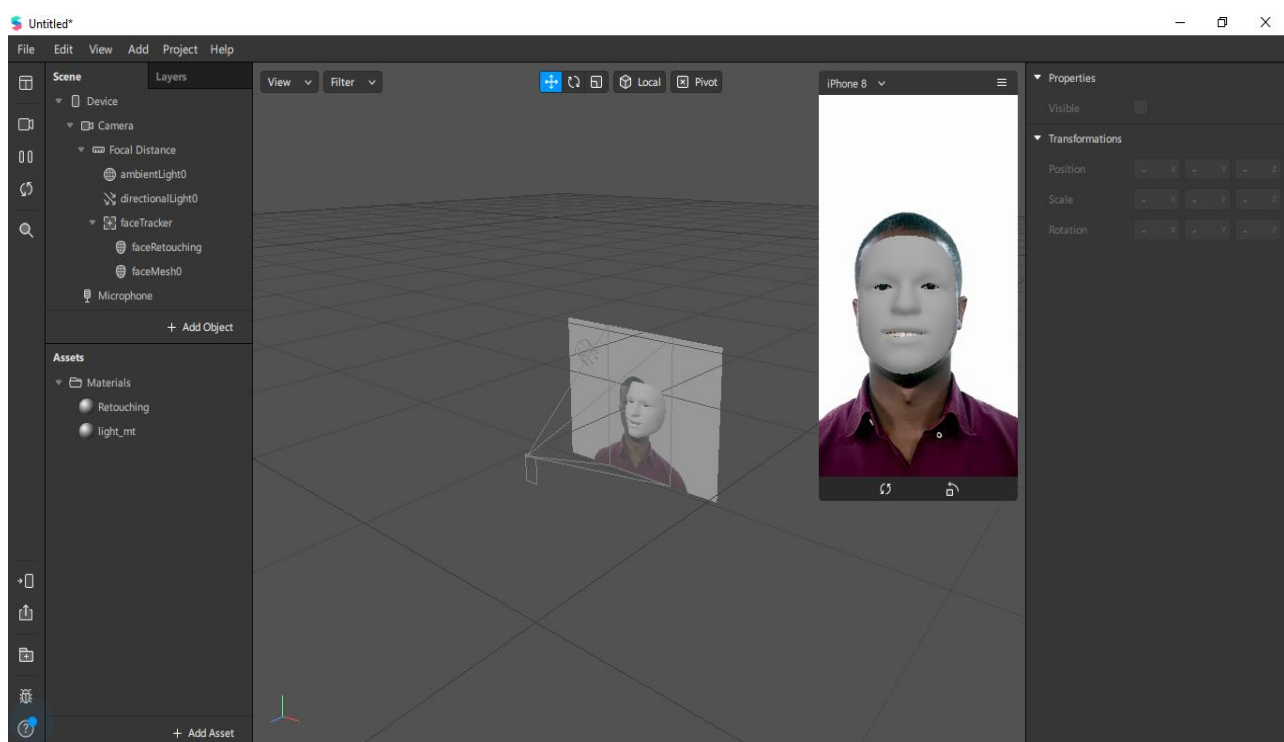 Untitled*
File Edit View Add Project Help
Scene Layers
Device
Camera
Focal Distance
ambientLight0
directionalLight0
faceTracker
faceRetouching
faceMesh0
Microphone
+ Add Object
Assets
Materials
Retouching
light_mt
+ Add Asset
View Filter Local Pivot
iPhone 8
Properties
Visible
Transformations
Position X Y Z
Scale X Y Z
Rotation X Y Z